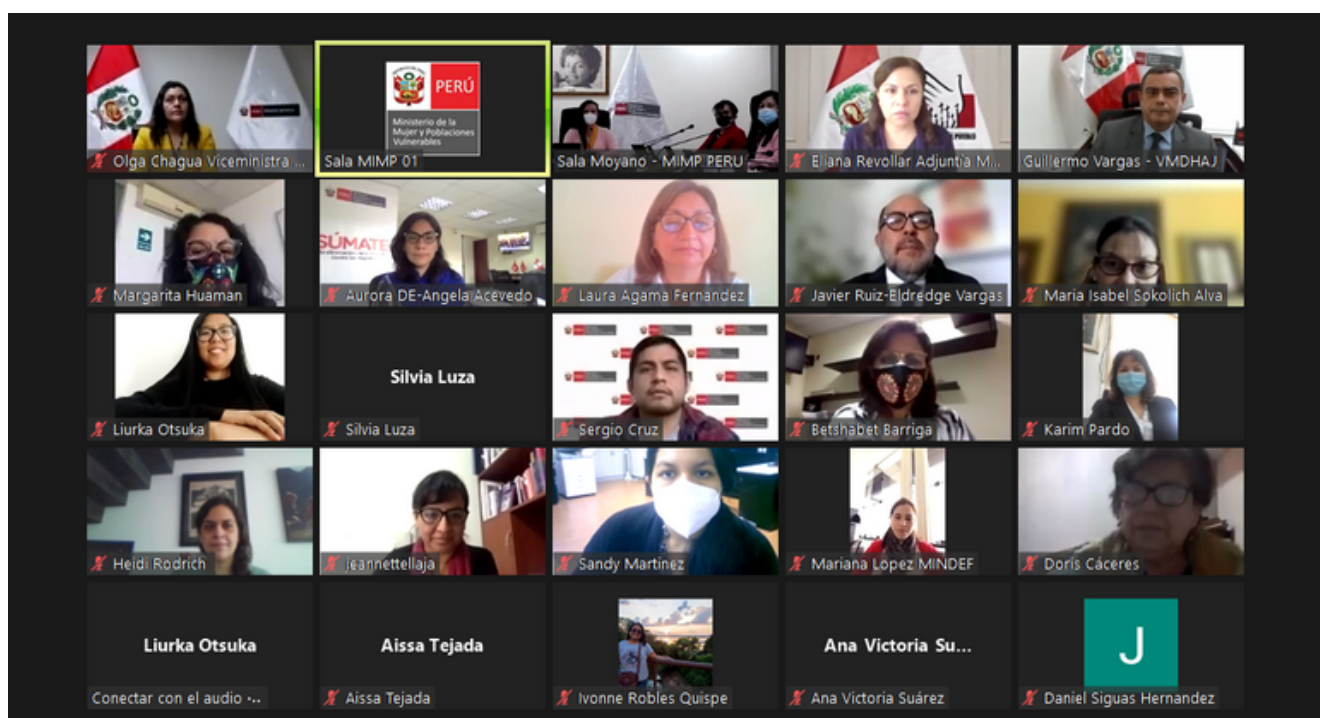 PERÚ
Ministerio de la
Mujer y Poblaciones
Vulnerables
Olga Chagua Viceministra ...
Sala MIMP 01
Sala Moyano - MIMP PERU
Eliana Revollar Adjuntia M...
Guillermo Vargas - VMDHAJ
SÚMATE
Margarita Huaman
Aurora DE-Angela Acevedo
Laura Agama Fernandez
Javier Ruiz-Eldredge Vargas
Maria Isabel Sokolich Alva
Silvia Luza
Liurka Otsuka
Silvia Luza
Sergio Cruz
Betshabet Barriga
Karim Pardo
Heidi Rodrich
jeannettellaja
Sandy Martinez
Mariana Lopez MINDEF
Doris Cáceres
Liurka Otsuka
Aissa Tejada
Ana Victoria Su...
J
Conectar con el audio ·..
Aissa Tejada
Ivonne Robles Quispe
Ana Victoria Suárez
Daniel Siguas Hernandez